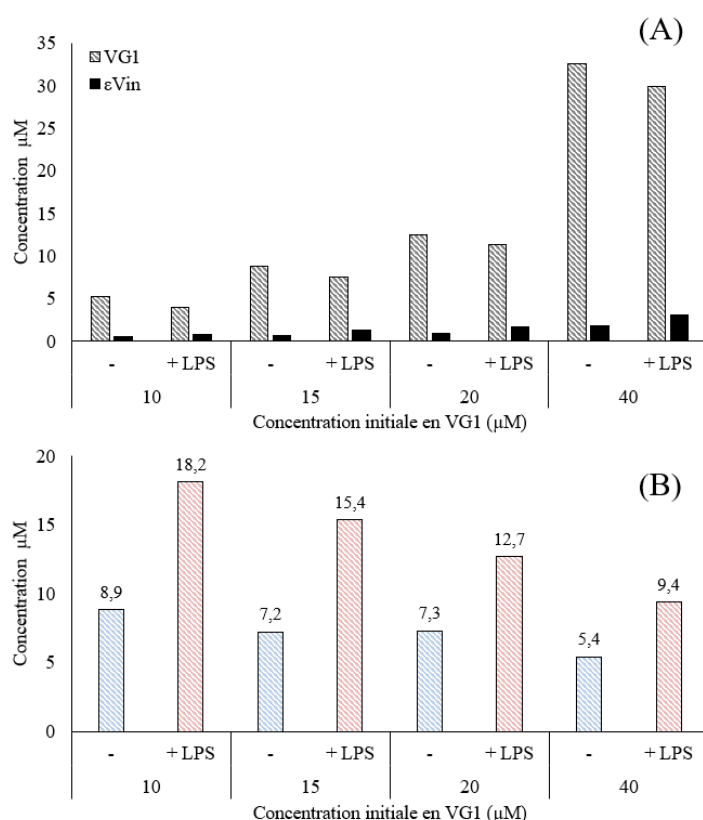 (A)
35
VG1
30
εVin
25
20
15
10
5
0
Concentration µM
- + LPS - + LPS - + LPS - + LPS
10 15 20 40
Concentration initiale en VG1 (µM)
(B)
20
18,2
15,4
15
12,7
10
8,9
9,4
7,2
7,3
5,4
5
0
Concentration µM
- + LPS - + LPS - + LPS - + LPS
10 15 20 40
Concentration initiale en VG1 (µM)